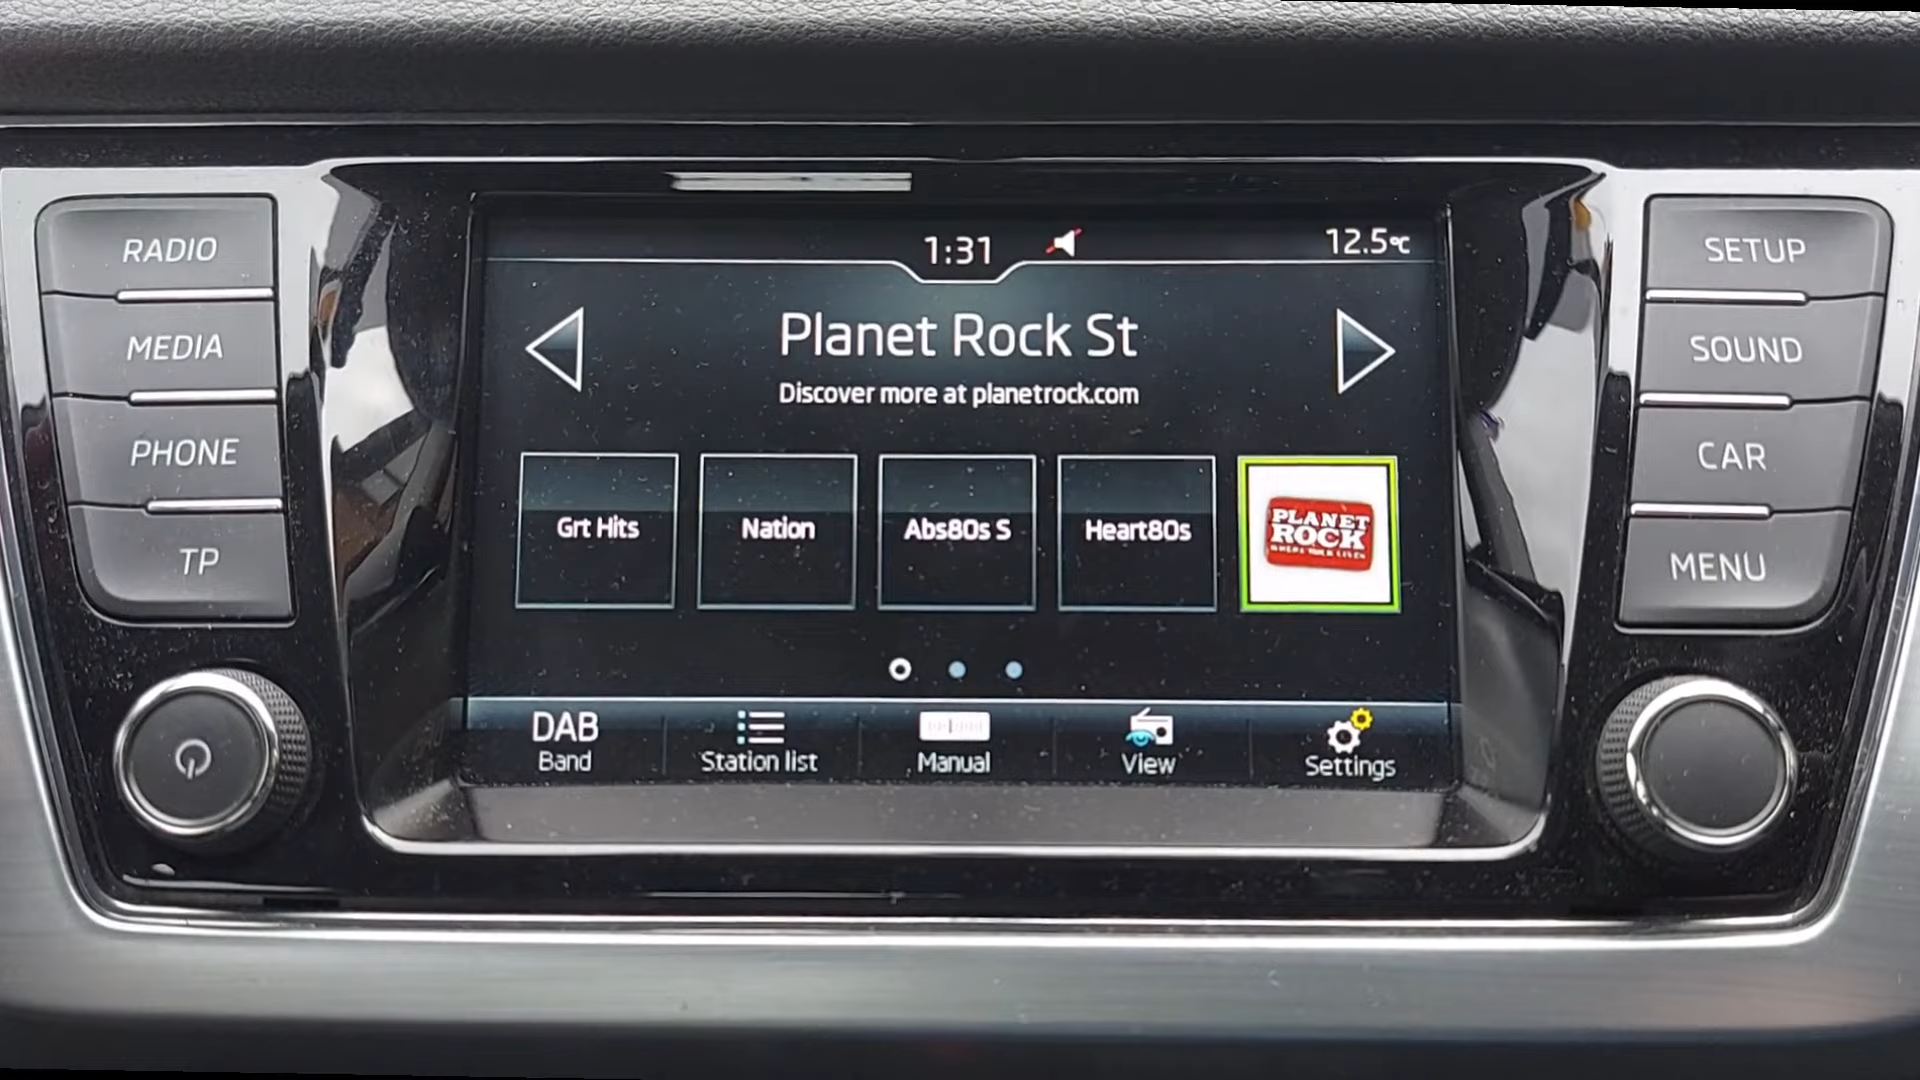 RADIO
MEDIA
PHONE
TP
1:31
12.5°C
Planet Rock St
Discover more at planetrock.com
Grt Hits
Nation
Abs80s S
Heart80s
PLANET
ROCK
DAB
Band
Station list
Manual
View
Settings
SETUP
SOUND
CAR
MENU